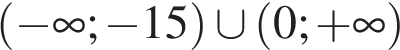 (−∞; −15) ∪ (0; +∞)